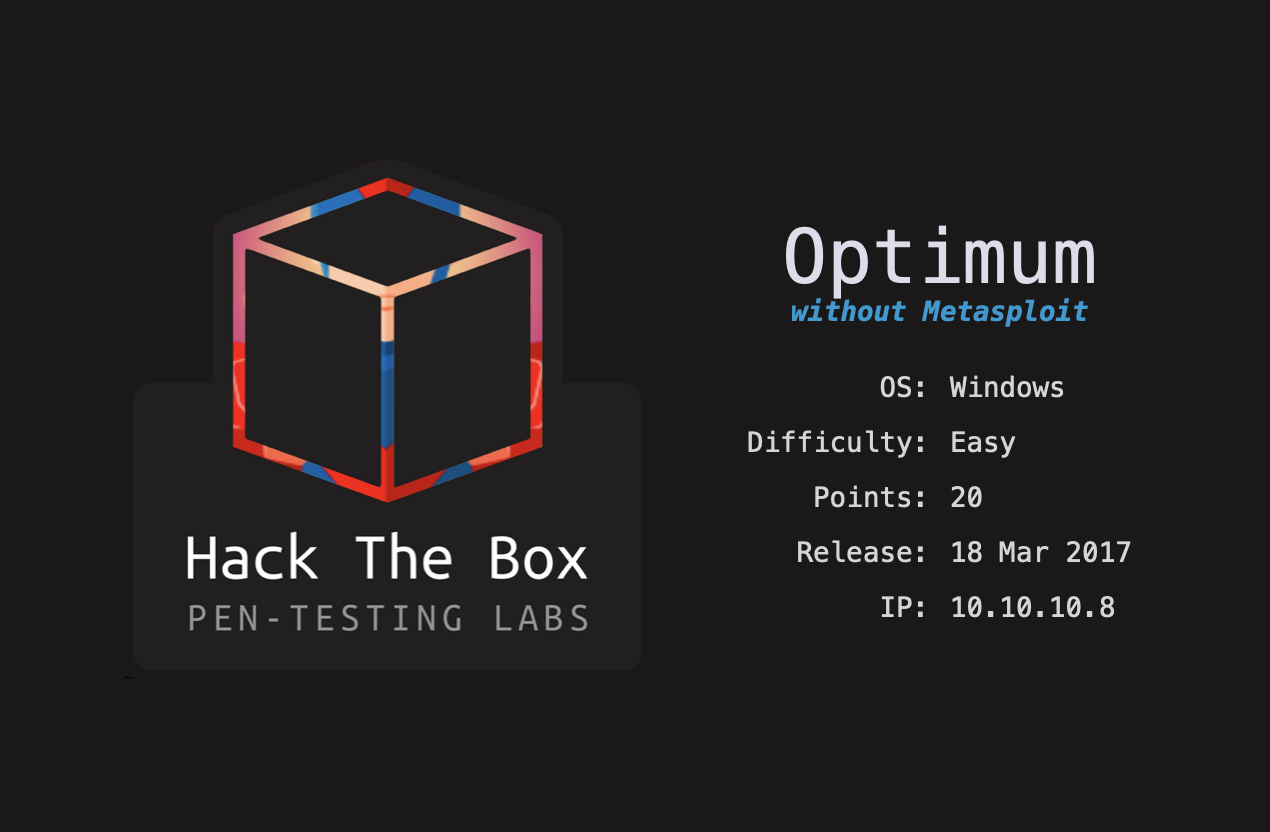 Hack The Box
PEN-TESTING LABS
Optimum
without Metasploit
OS: Windows
Difficulty: Easy
Points: 20
Release: 18 Mar 2017
IP: 10.10.10.8